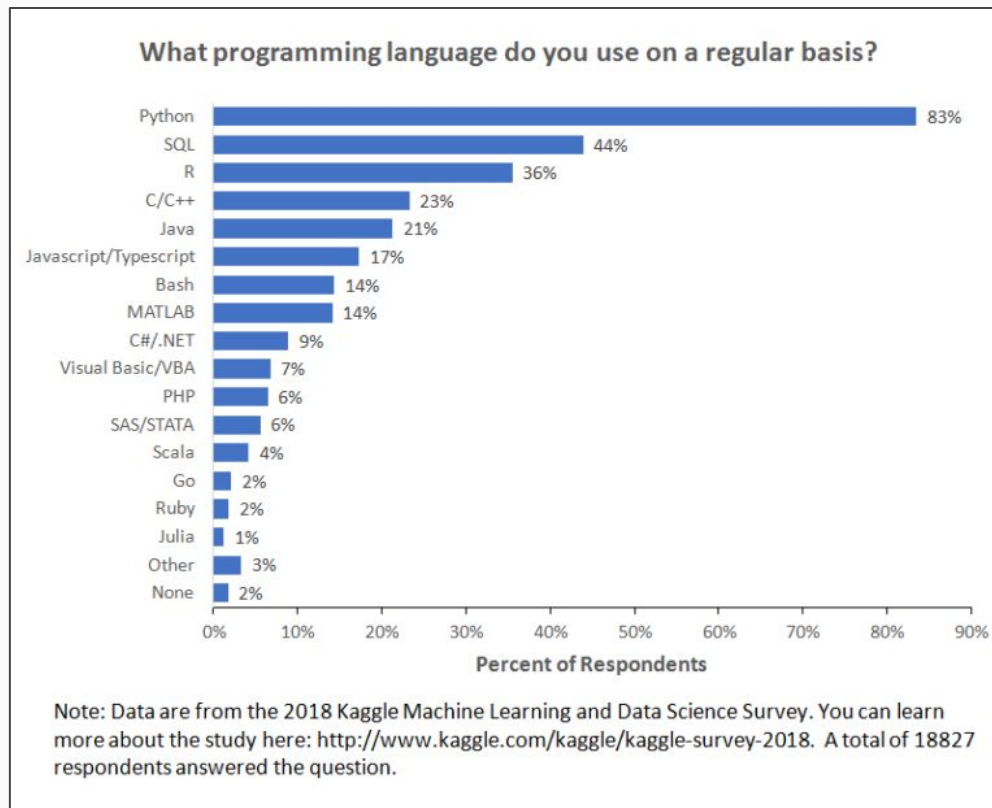 What programming language do you use on a regular basis?
Python 83%
SQL 44%
R 36%
C/C++ 23%
Java 21%
Javascript/Typescript 17%
Bash 14%
MATLAB 14%
C#/.NET 9%
Visual Basic/VBA 7%
PHP 6%
SAS/STATA 6%
Scala 4%
Go 2%
Ruby 2%
Julia 1%
Other 3%
None 2%
0% 10% 20% 30% 40% 50% 60% 70% 80% 90%
Percent of Respondents
Note: Data are from the 2018 Kaggle Machine Learning and Data Science Survey. You can learn
more about the study here: http://www.kaggle.com/kaggle/kaggle-survey-2018. A total of 18827
respondents answered the question.